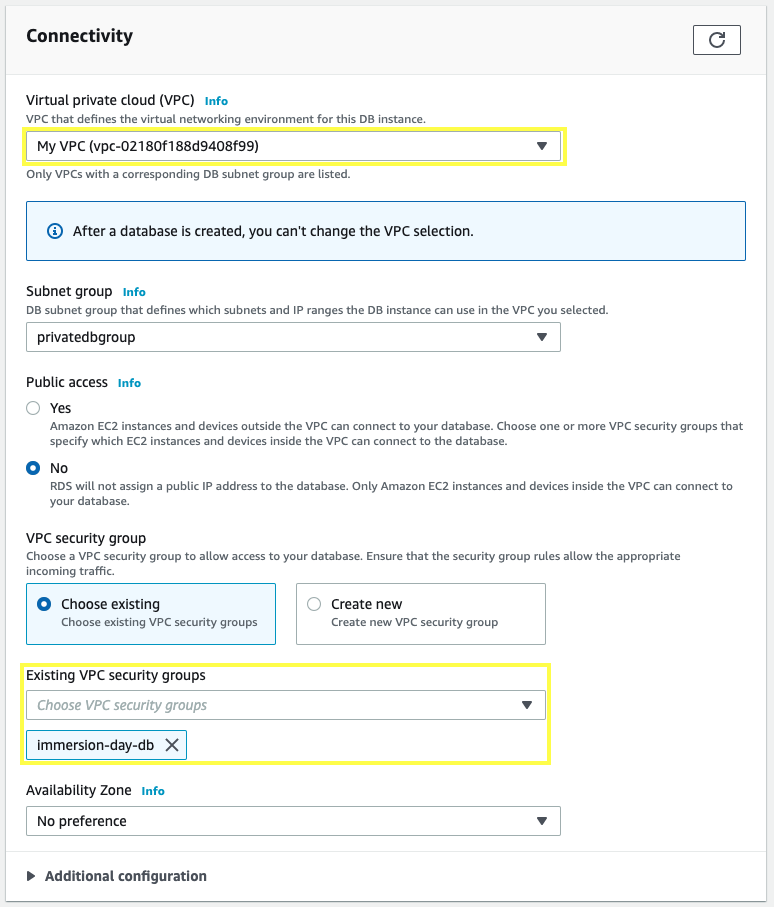 Connectivity
Virtual private cloud (VPC) Info
VPC that defines the virtual networking environment for this DB instance.
My VPC (vpc-02180f188d9408f99)
Only VPCs with a corresponding DB subnet group are listed.
After a database is created, you can't change the VPC selection.
Subnet group Info
DB subnet group that defines which subnets and IP ranges the DB instance can use in the VPC you selected.
privatedbgroup
Public access Info
Yes
Amazon EC2 instances and devices outside the VPC can connect to your database. Choose one or more VPC security groups that
specify which EC2 instances and devices inside the VPC can connect to the database.
No
RDS will not assign a public IP address to the database. Only Amazon EC2 instances and devices inside the VPC can connect to
your database.
VPC security group
Choose a VPC security group to allow access to your database. Ensure that the security group rules allow the appropriate
incoming traffic.
Choose existing
Choose existing VPC security groups
Create new
Create new VPC security group
Existing VPC security groups
Choose VPC security groups
immersion-day-db
Availability Zone Info
No preference
Additional configuration